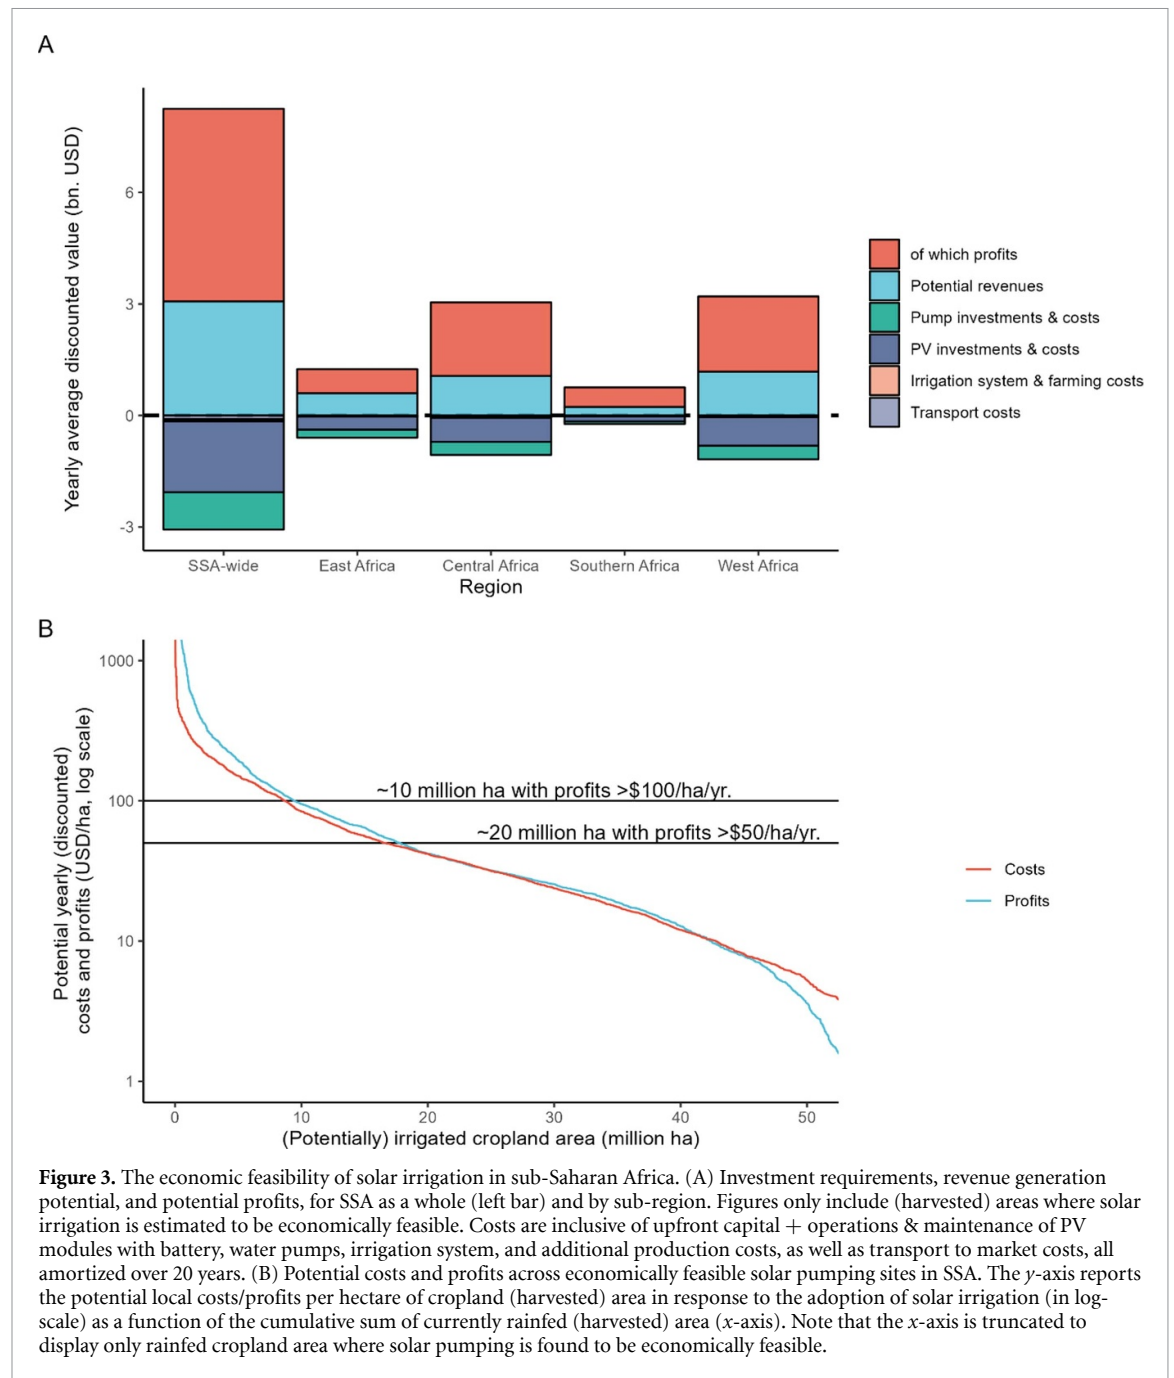 A
Yearly average discounted value (bn. USD)
6
3
0
-3
SSA-wide
East Africa
Central Africa
Southern Africa
West Africa
Region
of which profits
Potential revenues
Pump investments & costs
PV investments & costs
Irrigation system & farming costs
Transport costs
B
Potential yearly (discounted)
costs and profits (USD/ha, log scale)
1000
100
10
1
~10 million ha with profits >$100/ha/yr.
~20 million ha with profits >$50/ha/yr.
0
10
20
30
40
50
(Potentially) irrigated cropland area (million ha)
Costs
Profits
Figure 3. The economic feasibility of solar irrigation in sub-Saharan Africa. (A) Investment requirements, revenue generation
potential, and potential profits, for SSA as a whole (left bar) and by sub-region. Figures only include (harvested) areas where solar
irrigation is estimated to be economically feasible. Costs are inclusive of upfront capital + operations & maintenance of PV
modules with battery, water pumps, irrigation system, and additional production costs, as well as transport to market costs, all
amortized over 20 years. (B) Potential costs and profits across economically feasible solar pumping sites in SSA. The y-axis reports
the potential local costs/profits per hectare of cropland (harvested) area in response to the adoption of solar irrigation (in log-
scale) as a function of the cumulative sum of currently rainfed (harvested) area (x-axis). Note that the x-axis is truncated to
display only rainfed cropland area where solar pumping is found to be economically feasible.